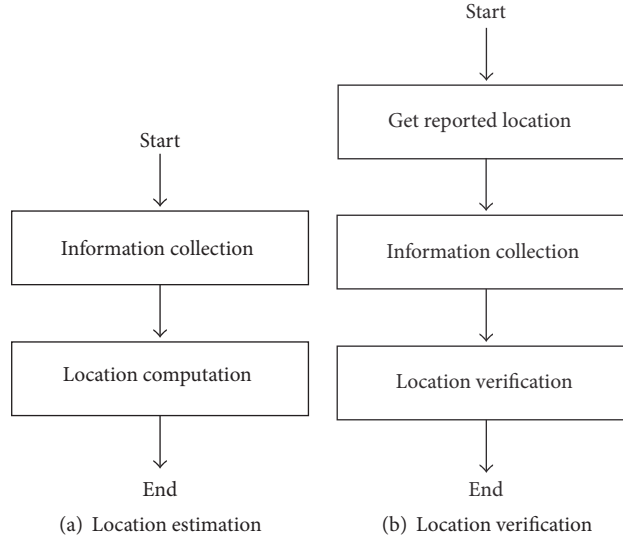 Start
Information collection
Location computation
End
(a) Location estimation
Start
Get reported location
Information collection
Location verification
End
(b) Location verification